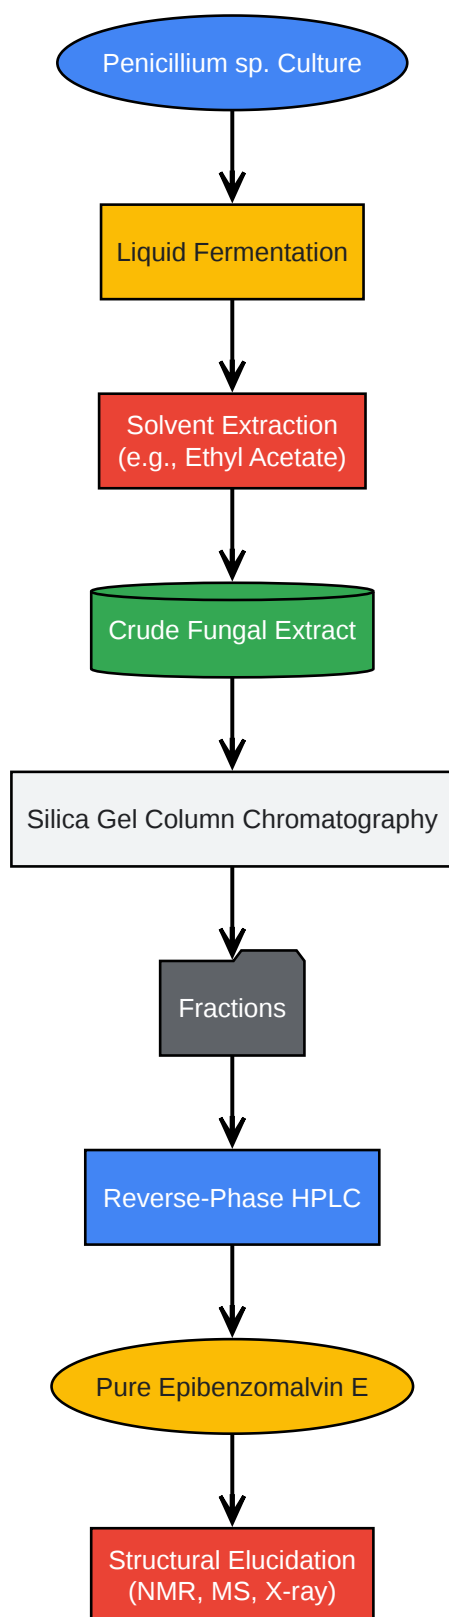 Penicillium sp. Culture
Liquid Fermentation
Solvent Extraction
(e.g., Ethyl Acetate)
Crude Fungal Extract
Silica Gel Column Chromatography
Fractions
Reverse-Phase HPLC
Pure Epibenzomalvin E
Structural Elucidation
(NMR, MS, X-ray)